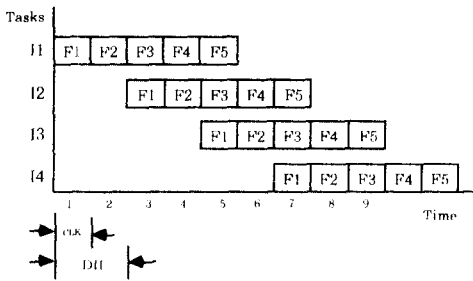 Tasks
I1 F1 F2 F3 F4 F5
I2 F1 F2 F3 F4 F5
I3 F1 F2 F3 F4 F5
I4 F1 F2 F3 F4 F5
1 2 3 4 5 6 7 8 9
Time
CLK
DII